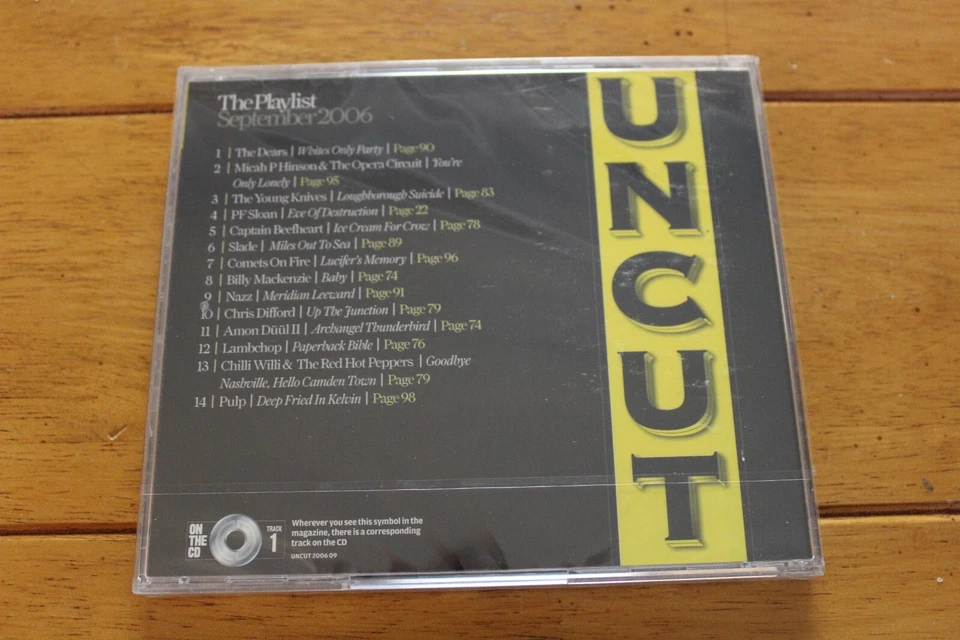 The Playlist
September 2006
1 | The Dears | Whites Only Party | Page 90
2 | Micah P Hinson & The Opera Circuit | You're
Only Lonely | Page 95
3 | The Young Knives | Loughborough Suicide | Page 83
4 | PF Sloan | Eve Of Destruction | Page 22
5 | Captain Beefheart | Ice Cream For Crow | Page 78
6 | Slade | Miles Out To Sea | Page 89
7 | Comets On Fire | Lucifer's Memory | Page 96
8 | Billy Mackenzie | Baby | Page 74
9 | Nazz | Meridian Leeward | Page 91
10 | Chris Difford | Up The Junction | Page 79
11 | Amon Düül II | Archangel Thunderbird | Page 74
12 | Lambchop | Paperback Bible | Page 76
13 | Chilli Willi & The Red Hot Peppers | Goodbye
Nashville, Hello Camden Town | Page 79
14 | Pulp | Deep Fried In Kelvin | Page 98
ON
THE
CD
TRACK
1
Wherever you see this symbol in the
magazine, there is a corresponding
track on the CD
UNCUT 2006 09
UNCUT